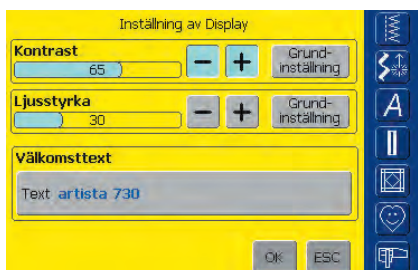 Inställning av Display
Kontrast
65
− +
Grund-
inställning
Ljusstyrka
30
− +
Grund-
inställning
Välkomsttext
Text artista 730
OK ESC
A